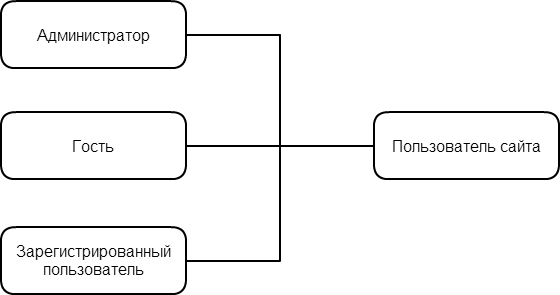 Администратор
Гость
Пользователь сайта
Зарегистрированный
пользователь